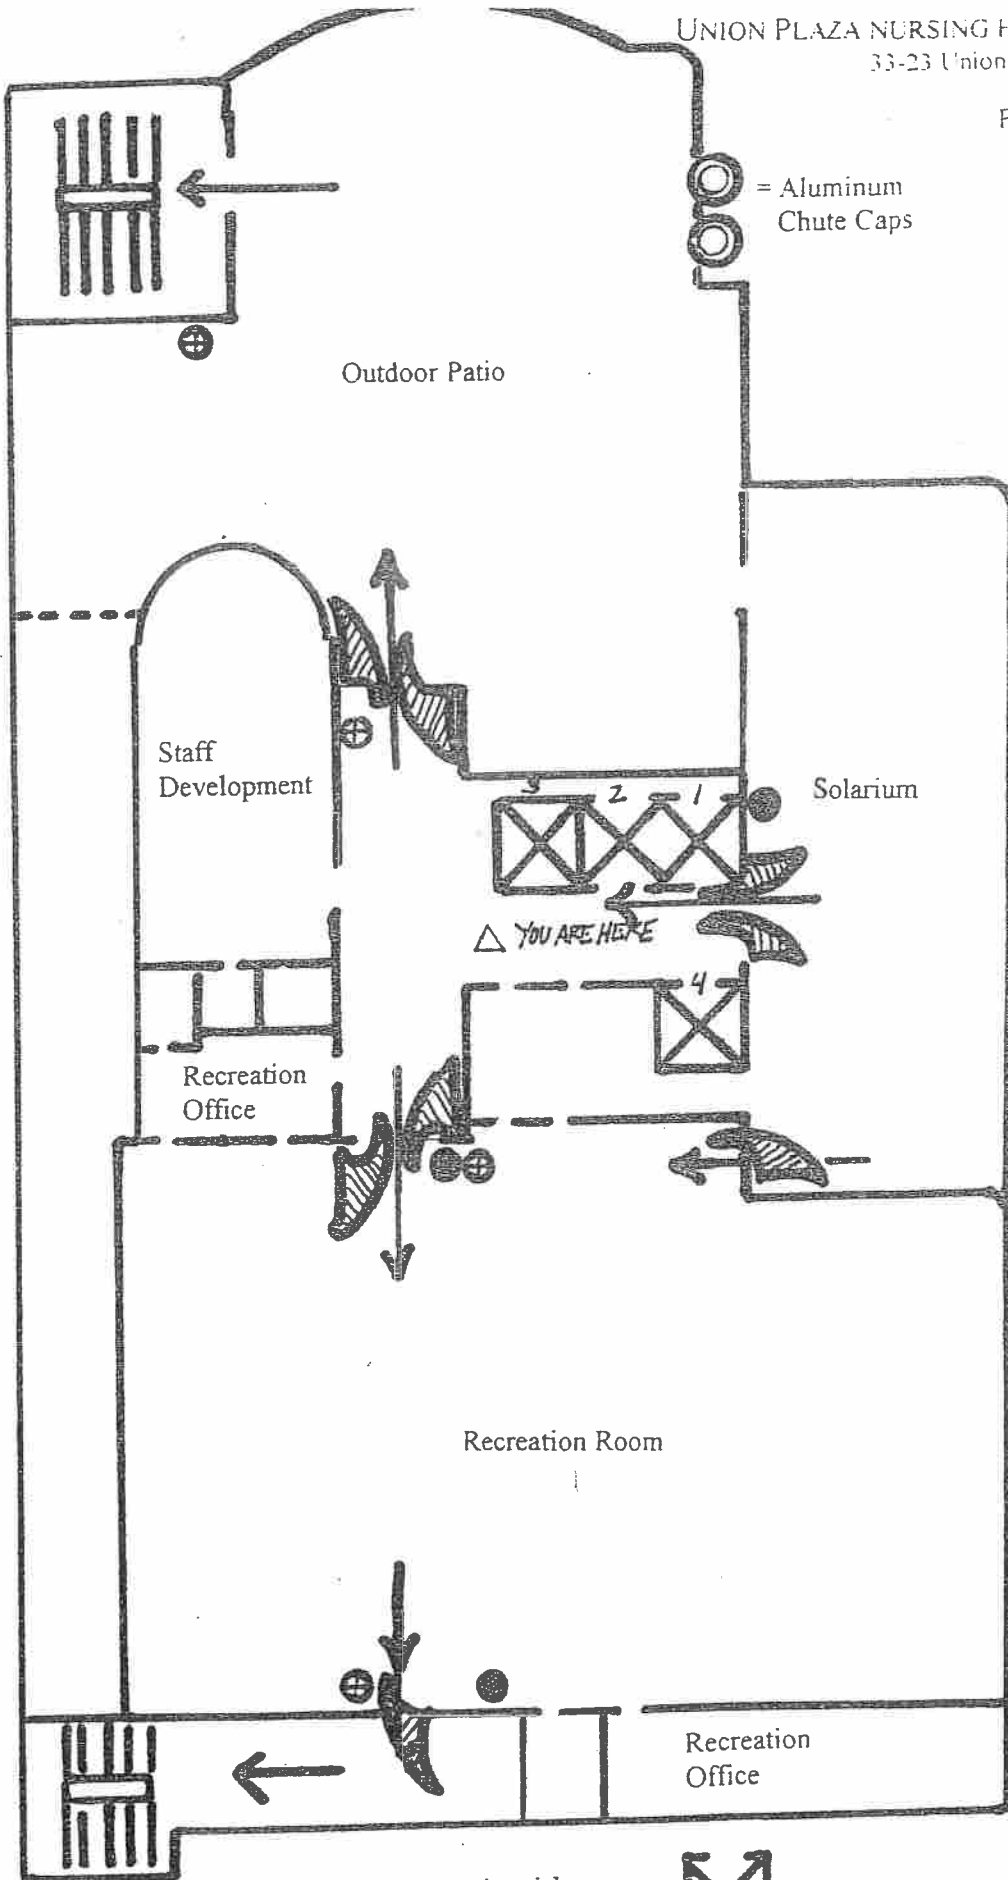 UNION PLAZA NURSING
33-23 Union
= Aluminum
Chute Caps
Outdoor Patio
Staff
Development
3 2 1
Solarium
△ YOU ARE HERE
4
Recreation
Office
Recreation Room
Recreation
Office